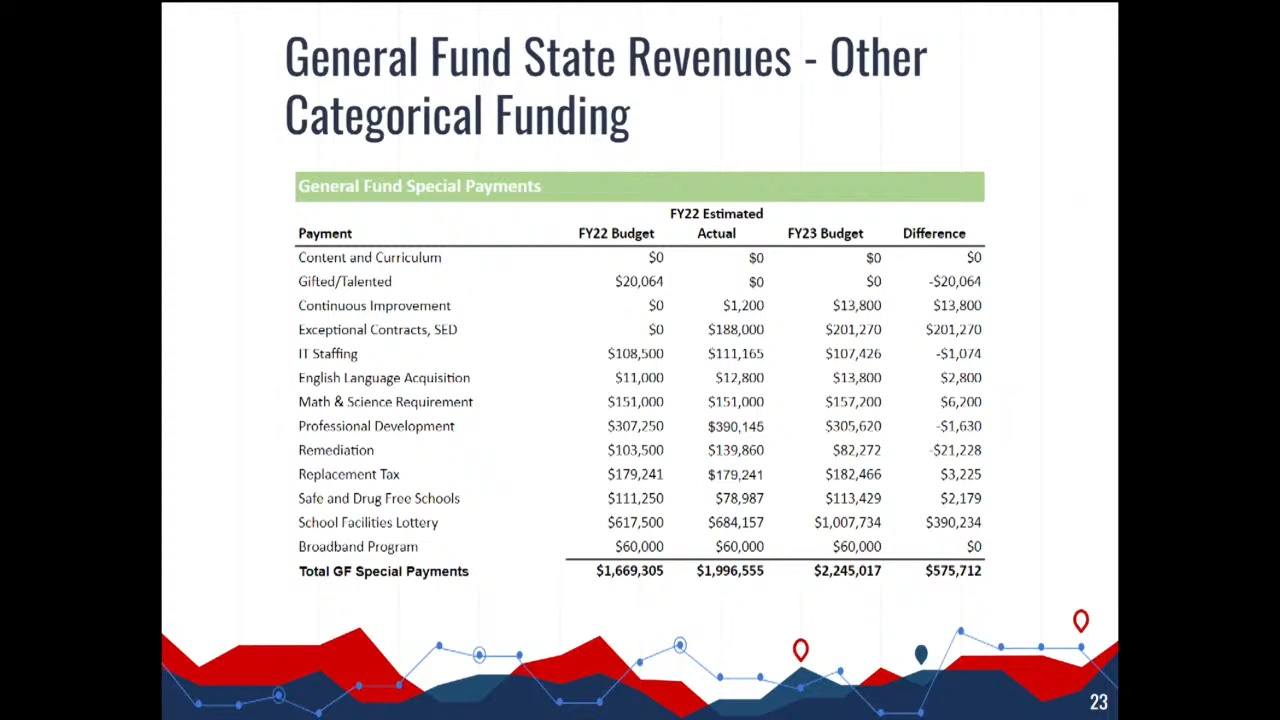 General Fund State Revenues - Other
Categorical Funding
General Fund Special Payments
FY22 Estimated
Payment FY22 Budget Actual FY23 Budget Difference
Content and Curriculum $0 $0 $0 $0
Gifted/Talented $20,064 $0 $0 -$20,064
Continuous Improvement $0 $1,200 $13,800 $13,800
Exceptional Contracts, SED $0 $188,000 $201,270 $201,270
IT Staffing $108,500 $111,165 $107,426 -$1,074
English Language Acquisition $11,000 $12,800 $13,800 $2,800
Math & Science Requirement $151,000 $151,000 $157,200 $6,200
Professional Development $307,250 $390,145 $305,620 -$1,630
Remediation $103,500 $139,860 $82,272 -$21,228
Replacement Tax $179,241 $179,241 $182,466 $3,225
Safe and Drug Free Schools $111,250 $78,987 $113,429 $2,179
School Facilities Lottery $617,500 $684,157 $1,007,734 $390,234
Broadband Program $60,000 $60,000 $60,000 $0
Total GF Special Payments $1,669,305 $1,996,555 $2,245,017 $575,712
23